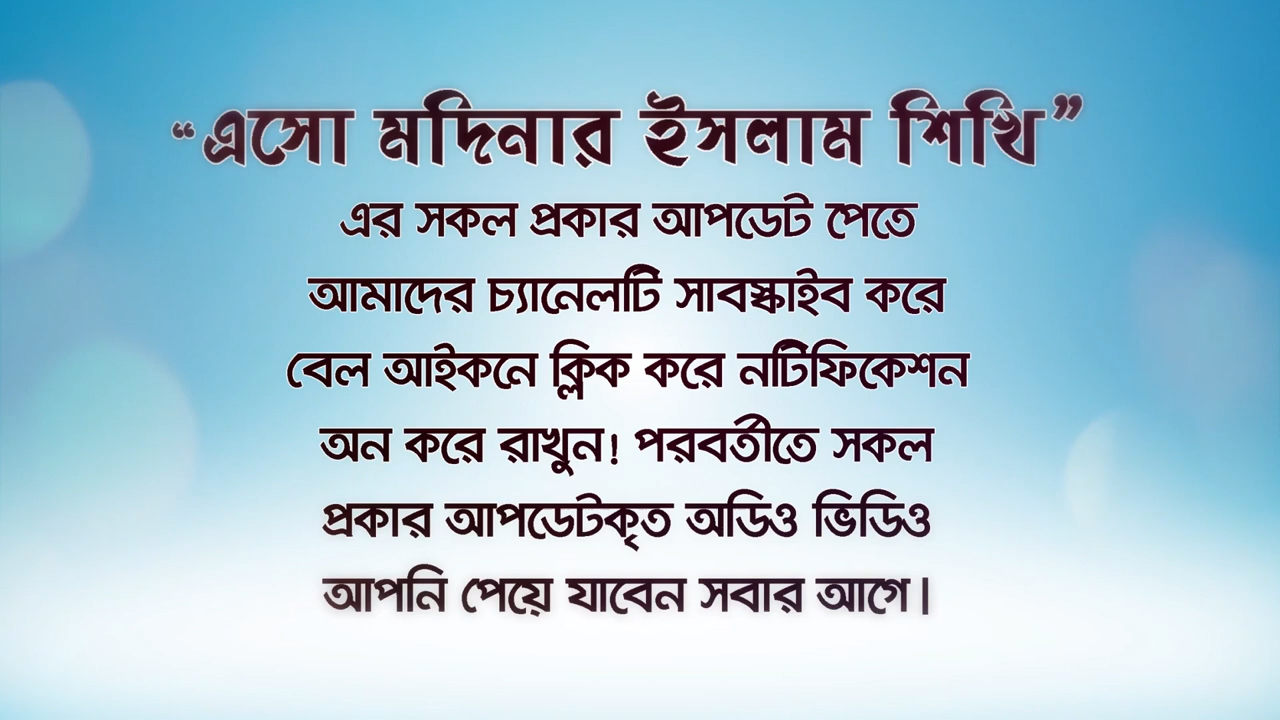 “এসো মদিনার ইসলাম শিখি”
এর সকল প্রকার আপডেট পেতে
আমাদের চ্যানেলটি সাবস্কাইব করে
বেল আইকনে ক্লিক করে নটিফিকেশন
অন করে রাখুন! পরবর্তীতে সকল
প্রকার আপডেটকৃত অডিও ভিডিও
আপনি পেয়ে যাবেন সবার আগে।